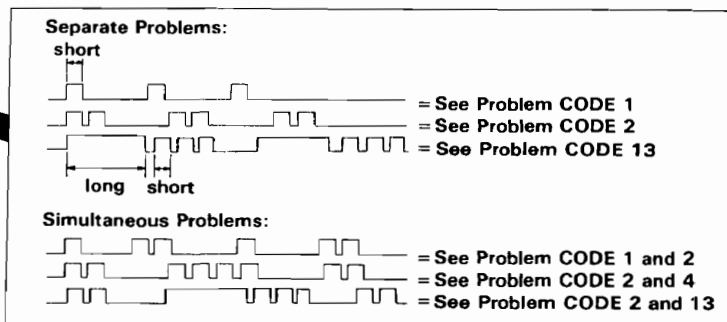 Separate Problems:
short
= See Problem CODE 1
= See Problem CODE 2
= See Problem CODE 13
long short
Simultaneous Problems:
= See Problem CODE 1 and 2
= See Problem CODE 2 and 4
= See Problem CODE 2 and 13